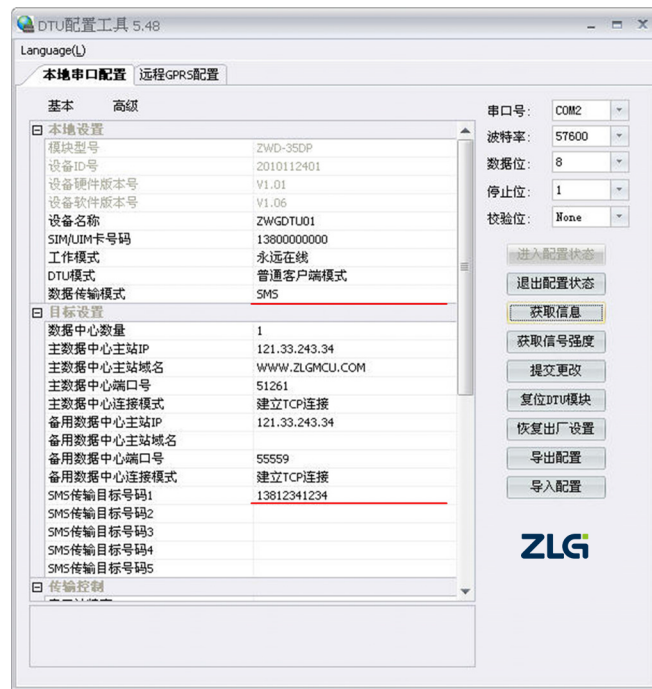 DTU配置工具 5.48
Language(L)
本地串口配置 远程GPRS配置
基本 高级
本地设置
模块型号 ZWD-35DP
设备ID号 2010112401
设备硬件版本号 V1.01
设备软件版本号 V1.06
设备名称 ZWGDTU01
SIM/UIM卡号码 13800000000
工作模式 永远在线
DTU模式 普通客户端模式
数据传输模式 SMS
目标设置
数据中心数量 1
主数据中心主站IP 121.33.243.34
主数据中心主站域名 WWW.ZLGMCU.COM
主数据中心端口号 51261
主数据中心连接模式 建立TCP连接
备用数据中心主站IP 121.33.243.34
备用数据中心主站域名
备用数据中心端口号 55559
备用数据中心连接模式 建立TCP连接
SMS传输目标号码1 13812341234
SMS传输目标号码2
SMS传输目标号码3
SMS传输目标号码4
SMS传输目标号码5
传输控制
串口号: COM2
波特率: 57600
数据位: 8
停止位: 1
校验位: None
进入配置状态
退出配置状态
获取信息
获取信号强度
提交更改
复位DTU模块
恢复出厂设置
导出配置
导入配置
ZLG